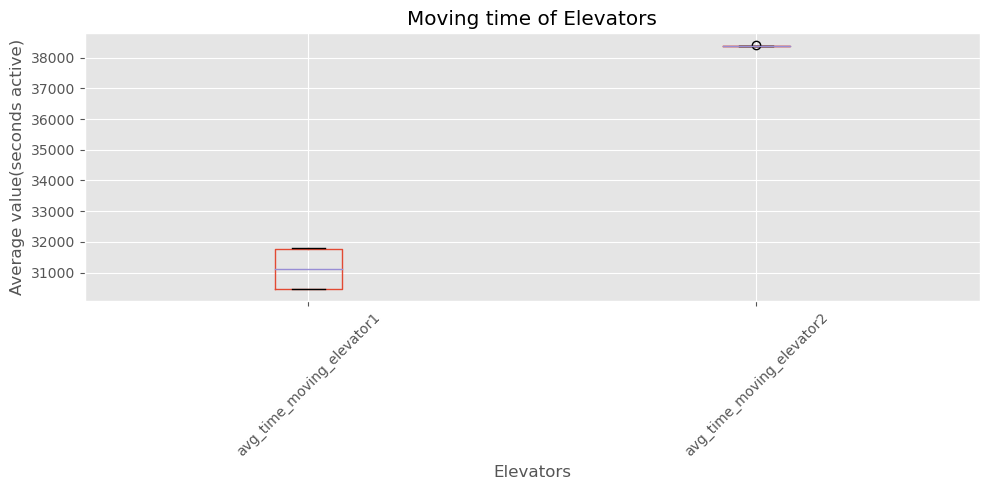 Moving time of Elevators
Average value(seconds active)
38000
37000
36000
35000
34000
33000
32000
31000
avg_time_moving_elevator1
avg_time_moving_elevator2
Elevators